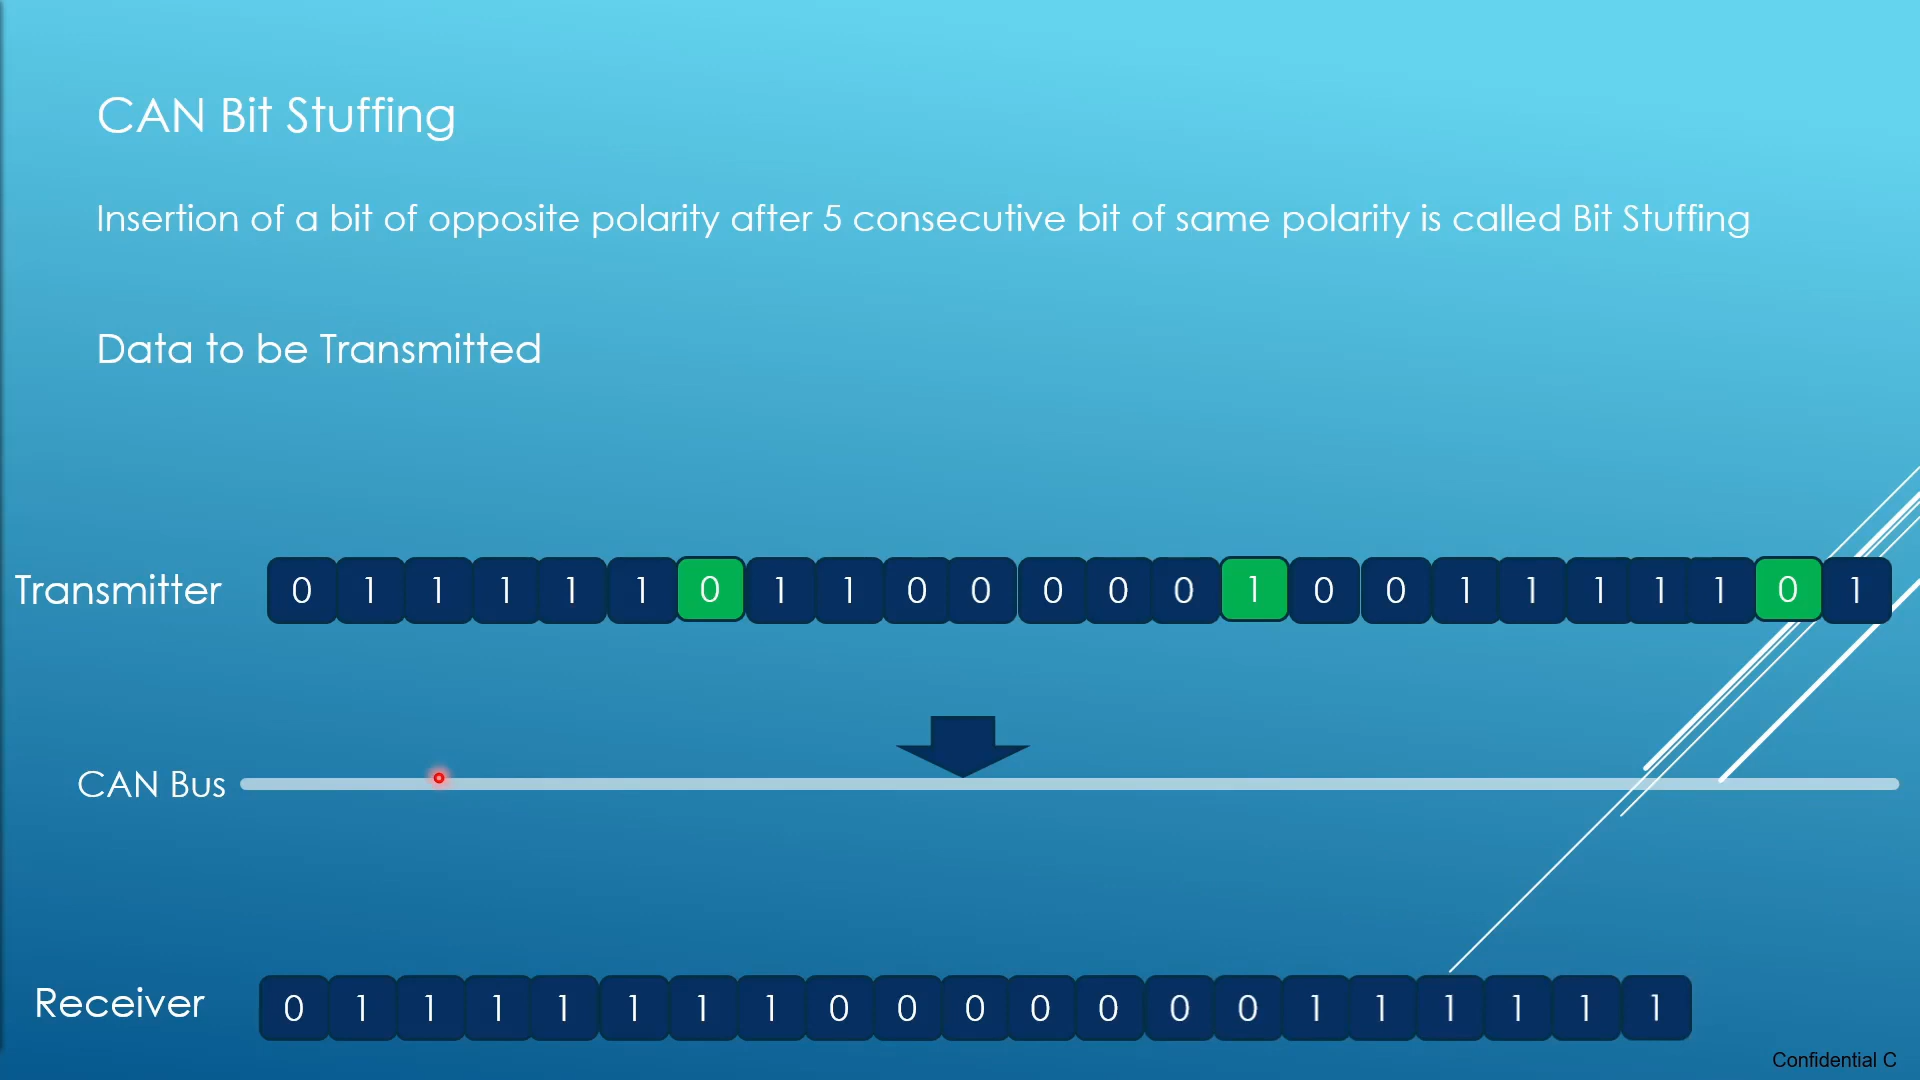 CAN Bit Stuffing
Insertion of a bit of opposite polarity after 5 consecutive bit of same polarity is called Bit Stuffing
Data to be Transmitted
Transmitter 0 1 1 1 1 1 0 1 1 0 0 0 0 0 1 0 0 1 1 1 1 1 0 1
CAN Bus
Receiver 0 1 1 1 1 1 1 1 0 0 0 0 0 0 0 1 1 1 1 1 1
Confidential C